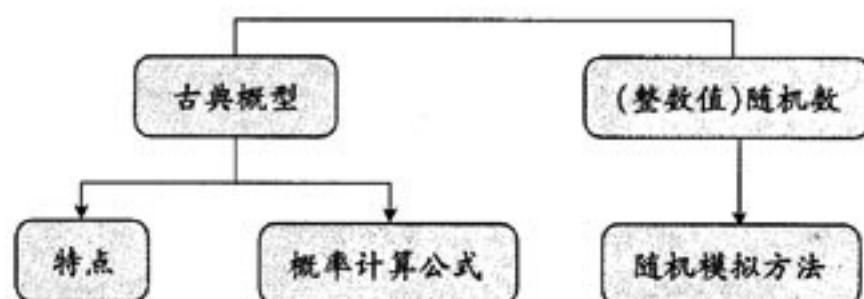 古典概型
(整数值)随机数
特点
概率计算公式
随机模拟方法